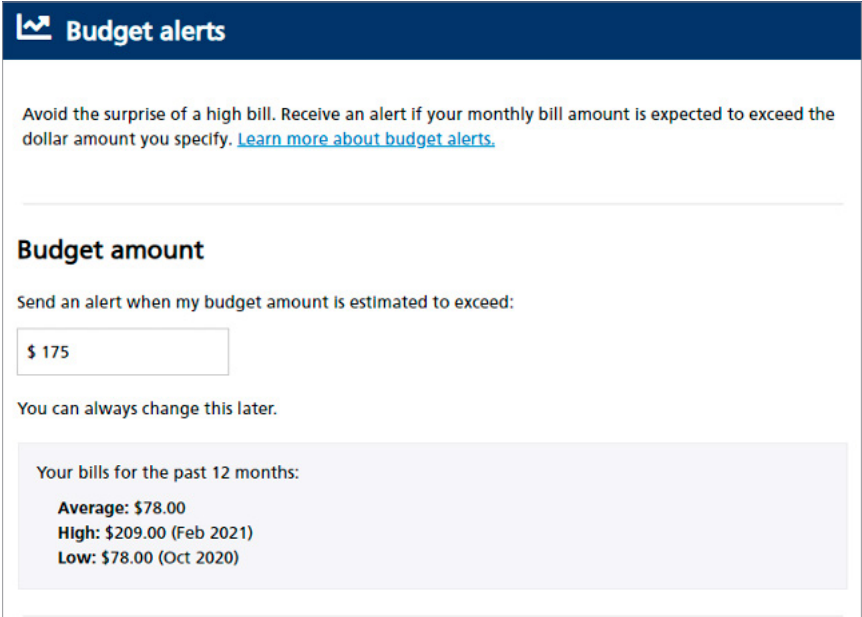 Budget alerts
Avoid the surprise of a high bill. Receive an alert if your monthly bill amount is expected to exceed the
dollar amount you specify. Learn more about budget alerts.
Budget amount
Send an alert when my budget amount is estimated to exceed:
$ 175
You can always change this later.
Your bills for the past 12 months:
Average: $78.00
High: $209.00 (Feb 2021)
Low: $78.00 (Oct 2020)